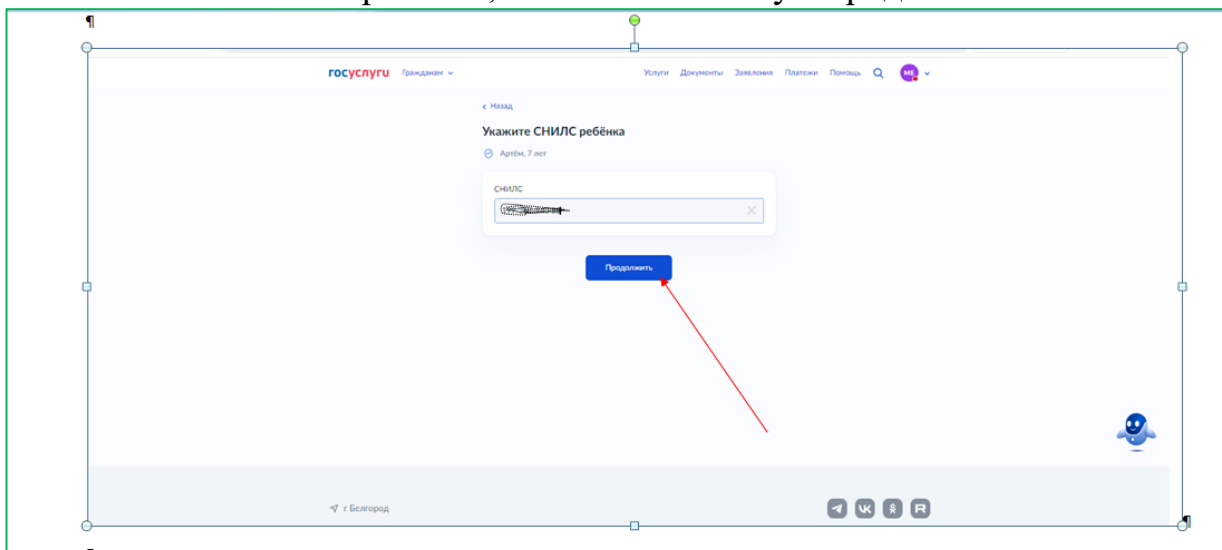 госуслуги Гражданам Услуги Документы Заявления Платежи Помощь МЕ
Назад
Укажите СНИЛС ребёнка
Артём, 7 лет
СНИЛС
Продолжить
г Белгород